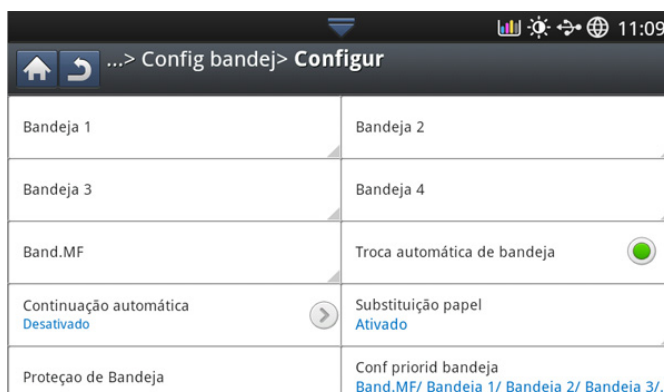 11:09
...> Config bandej> Configur
Bandeja 1
Bandeja 2
Bandeja 3
Bandeja 4
Band.MF
Troca automática de bandeja
Continuação automática
Desativado
Substituição papel
Ativado
Proteçao de Bandeja
Conf priorid bandeja
Band.MF/ Bandeja 1/ Bandeja 2/ Bandeja 3/.